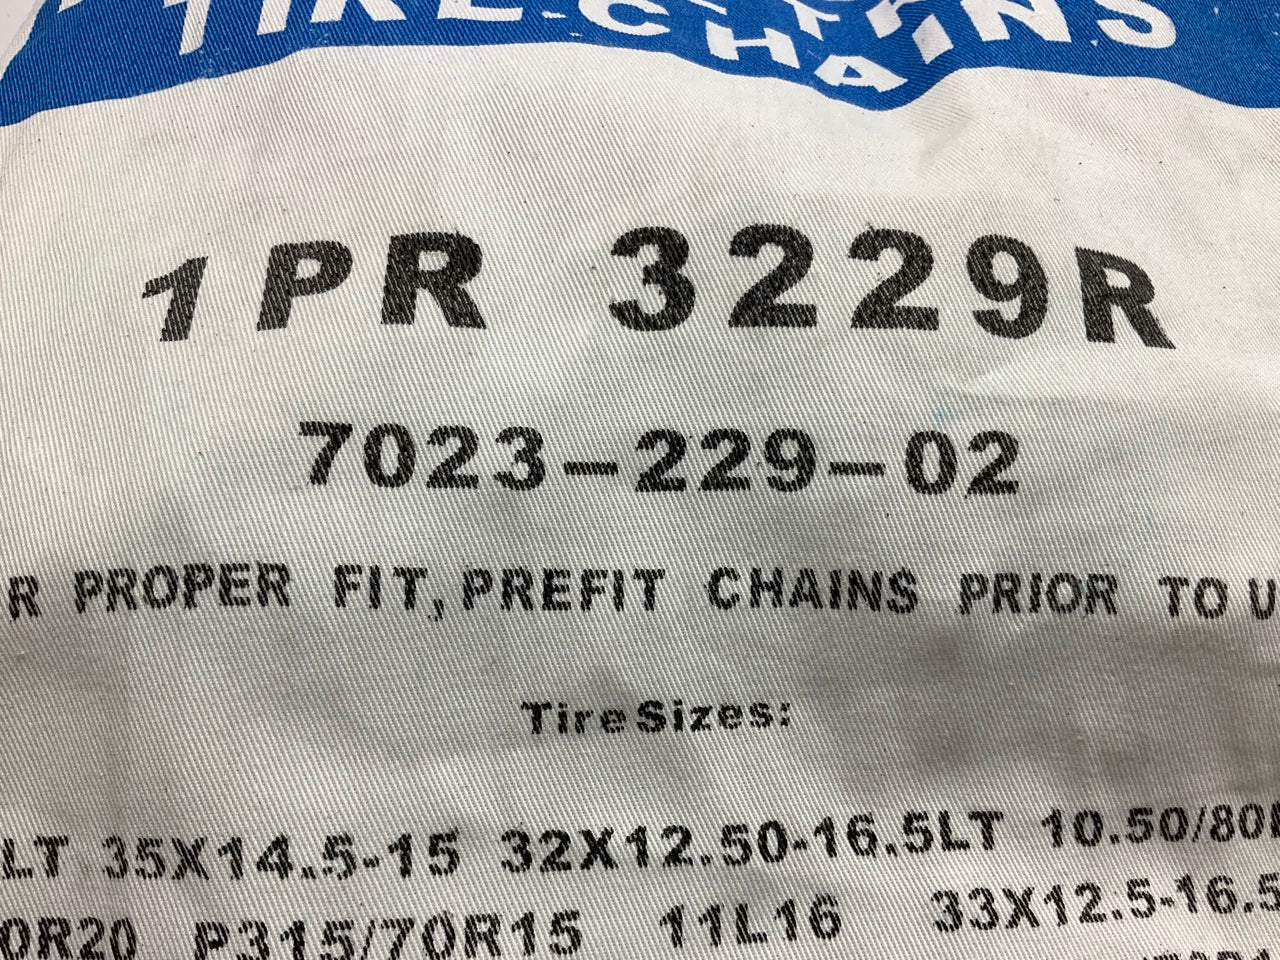 TIRE CHAINS
CHAINS
1PR 3229R
7023-229-02
R PROPER FIT, PREFIT CHAINS PRIOR TO U
Tire Sizes:
LT 35X14.5-15 32X12.50-16.5LT 10.50/80
0R20 P315/70R15 11L16 33X12.5-16.5